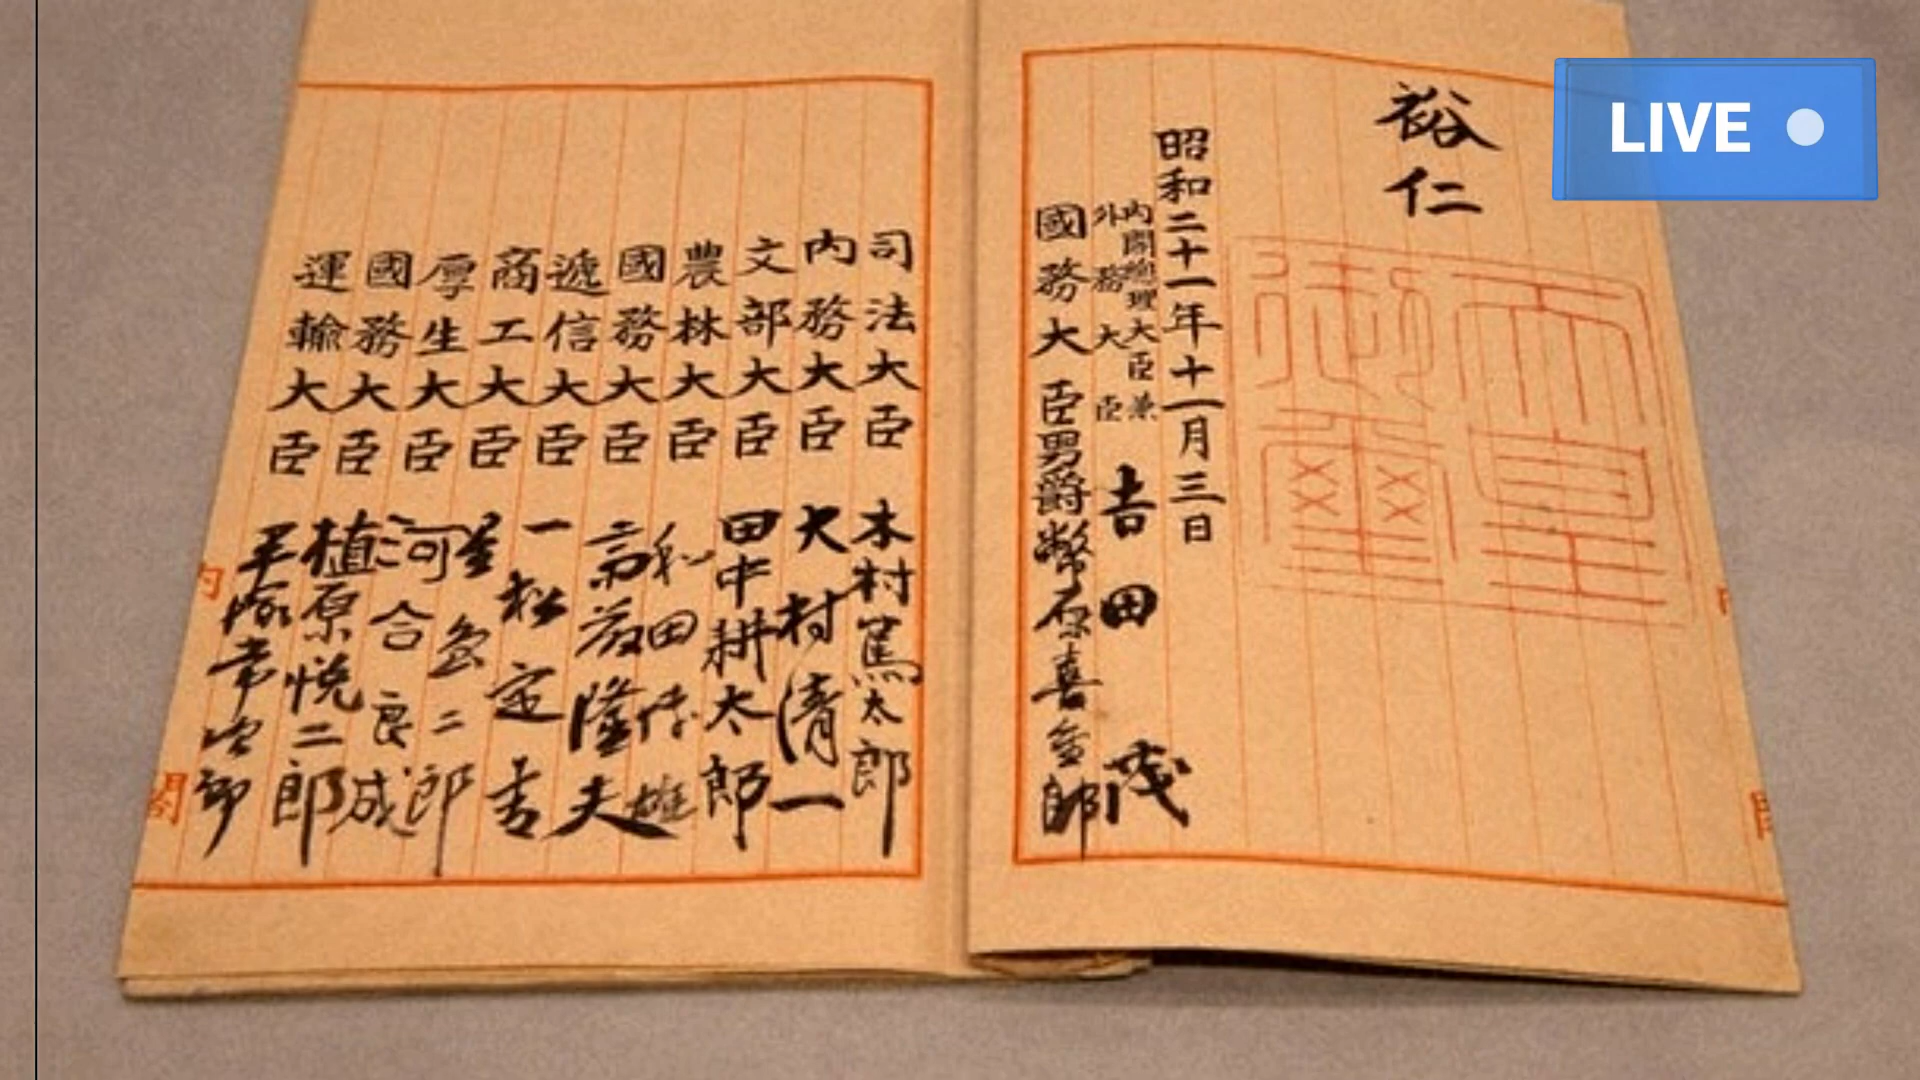 LIVE
裕仁
天皇御璽
昭和二十一年十一月三日
内閣總理大臣兼
外務大臣 吉田茂
國務大臣 男爵 幣原喜重郎
司法大臣 木村篤太郎
内務大臣 大村清一
文部大臣 田中耕太郎
農林大臣 和田博雄
國務大臣 斎藤隆夫
遞信大臣 一松定吉
商工大臣 星島二郎
厚生大臣 河合良成
國務大臣 植原悦二郎
運輸大臣 平塚常次郎
内閣